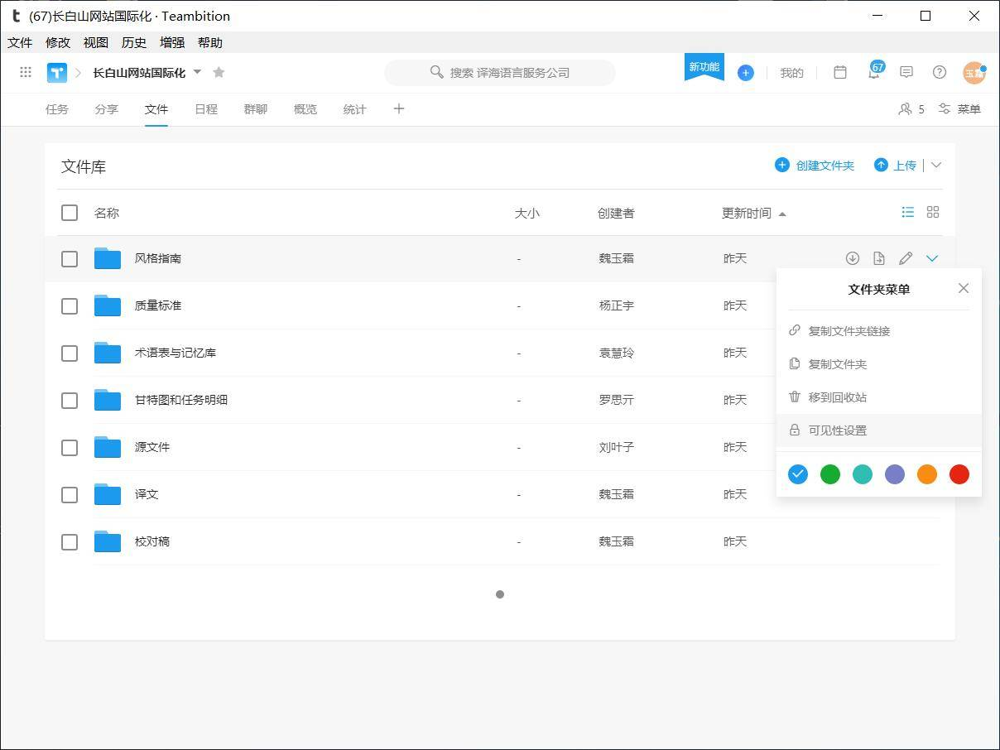 (67)长白山网站国际化 · Teambition
文件 修改 视图 历史 增强 帮助
长白山网站国际化
搜索 译海语言服务公司
新功能
我的
67
玉霜
任务 分享 文件 日程 群聊 概览 统计
5 菜单
文件库
创建文件夹 上传
名称 大小 创建者 更新时间
风格指南 - 魏玉霜 昨天
质量标准 - 杨正宇 昨天
术语表与记忆库 - 袁慧玲 昨天
甘特图和任务明细 - 罗思亓 昨天
源文件 - 刘叶子 昨天
译文 - 魏玉霜 昨天
校对稿 - 魏玉霜 昨天
文件夹菜单
复制文件夹链接
复制文件夹
移到回收站
可见性设置